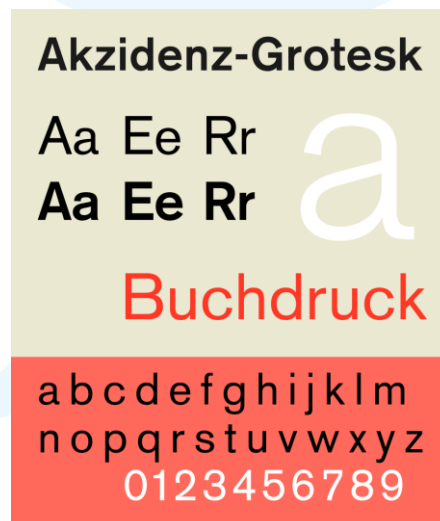 Akzidenz-Grotesk
Aa Ee Rr
Aa Ee Rr
a
Buchdruck
abcdefghijklm
nopqrstuvwxyz
0123456789